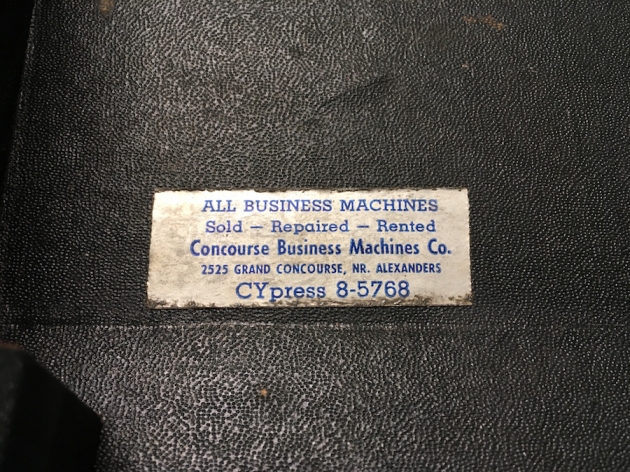 ALL BUSINESS MACHINES
Sold — Repaired — Rented
Concourse Business Machines Co.
2525 GRAND CONCOURSE, NR. ALEXANDERS
CYpress 8-5768